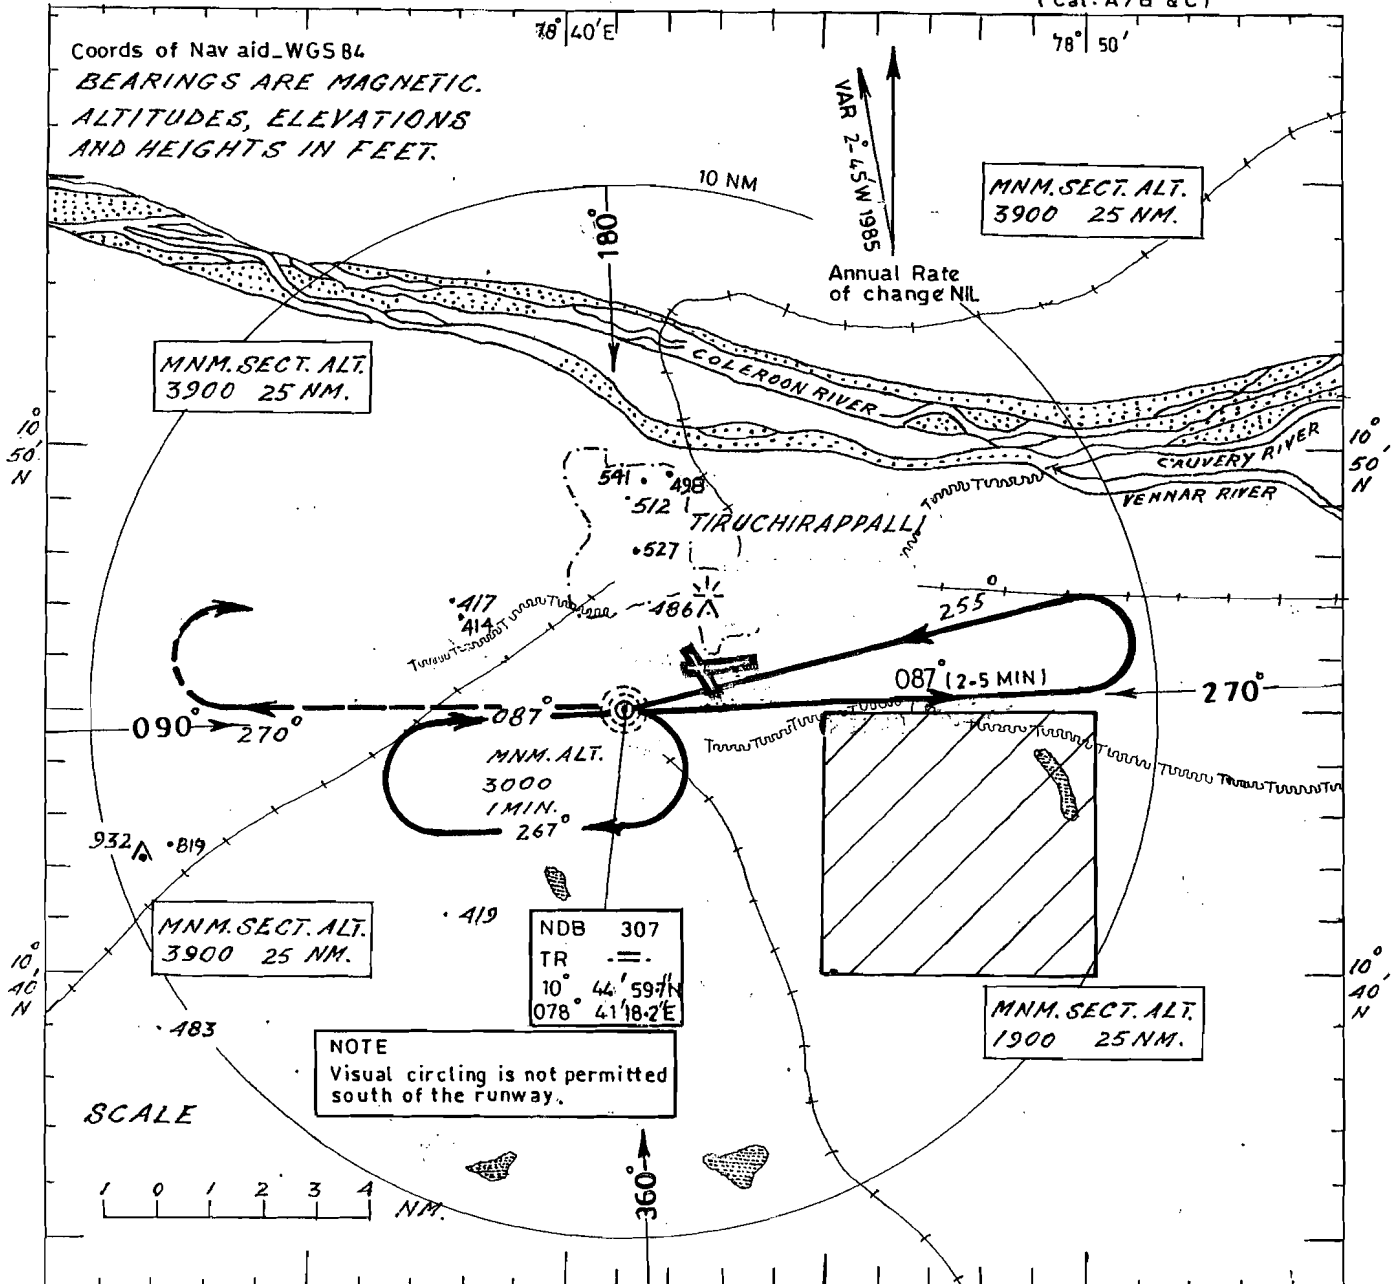 (Cat: A/B & C)
78° 40'E
78° 50'
Coords of Nav aid_WGS 84
BEARINGS ARE MAGNETIC.
ALTITUDES, ELEVATIONS
AND HEIGHTS IN FEET.
VAR 2°-45'W 1985
Annual Rate
of change NIL
10 NM
180°
MNM. SECT. ALT.
3900 25 NM.
MNM. SECT. ALT.
3900 25 NM.
COLEROON RIVER
CAUVERY RIVER
VENNAR RIVER
10°
50'
N
10°
50'
N
541
498
512
TIRUCHIRAPPALLI
527
417
414
486
255°
087° (2-5 MIN)
270°
090°
270°
087°
MNM. ALT.
3000
1 MIN.
267°
932
819
419
MNM. SECT. ALT.
3900 25 NM.
NDB 307
TR
10° 44' 59.7"N
078° 41' 18.2"E
10°
40'
N
10°
40'
N
MNM. SECT. ALT.
1900 25 NM.
483
NOTE
Visual circling is not permitted
south of the runway.
SCALE
1 0 1 2 3 4 NM.
360°